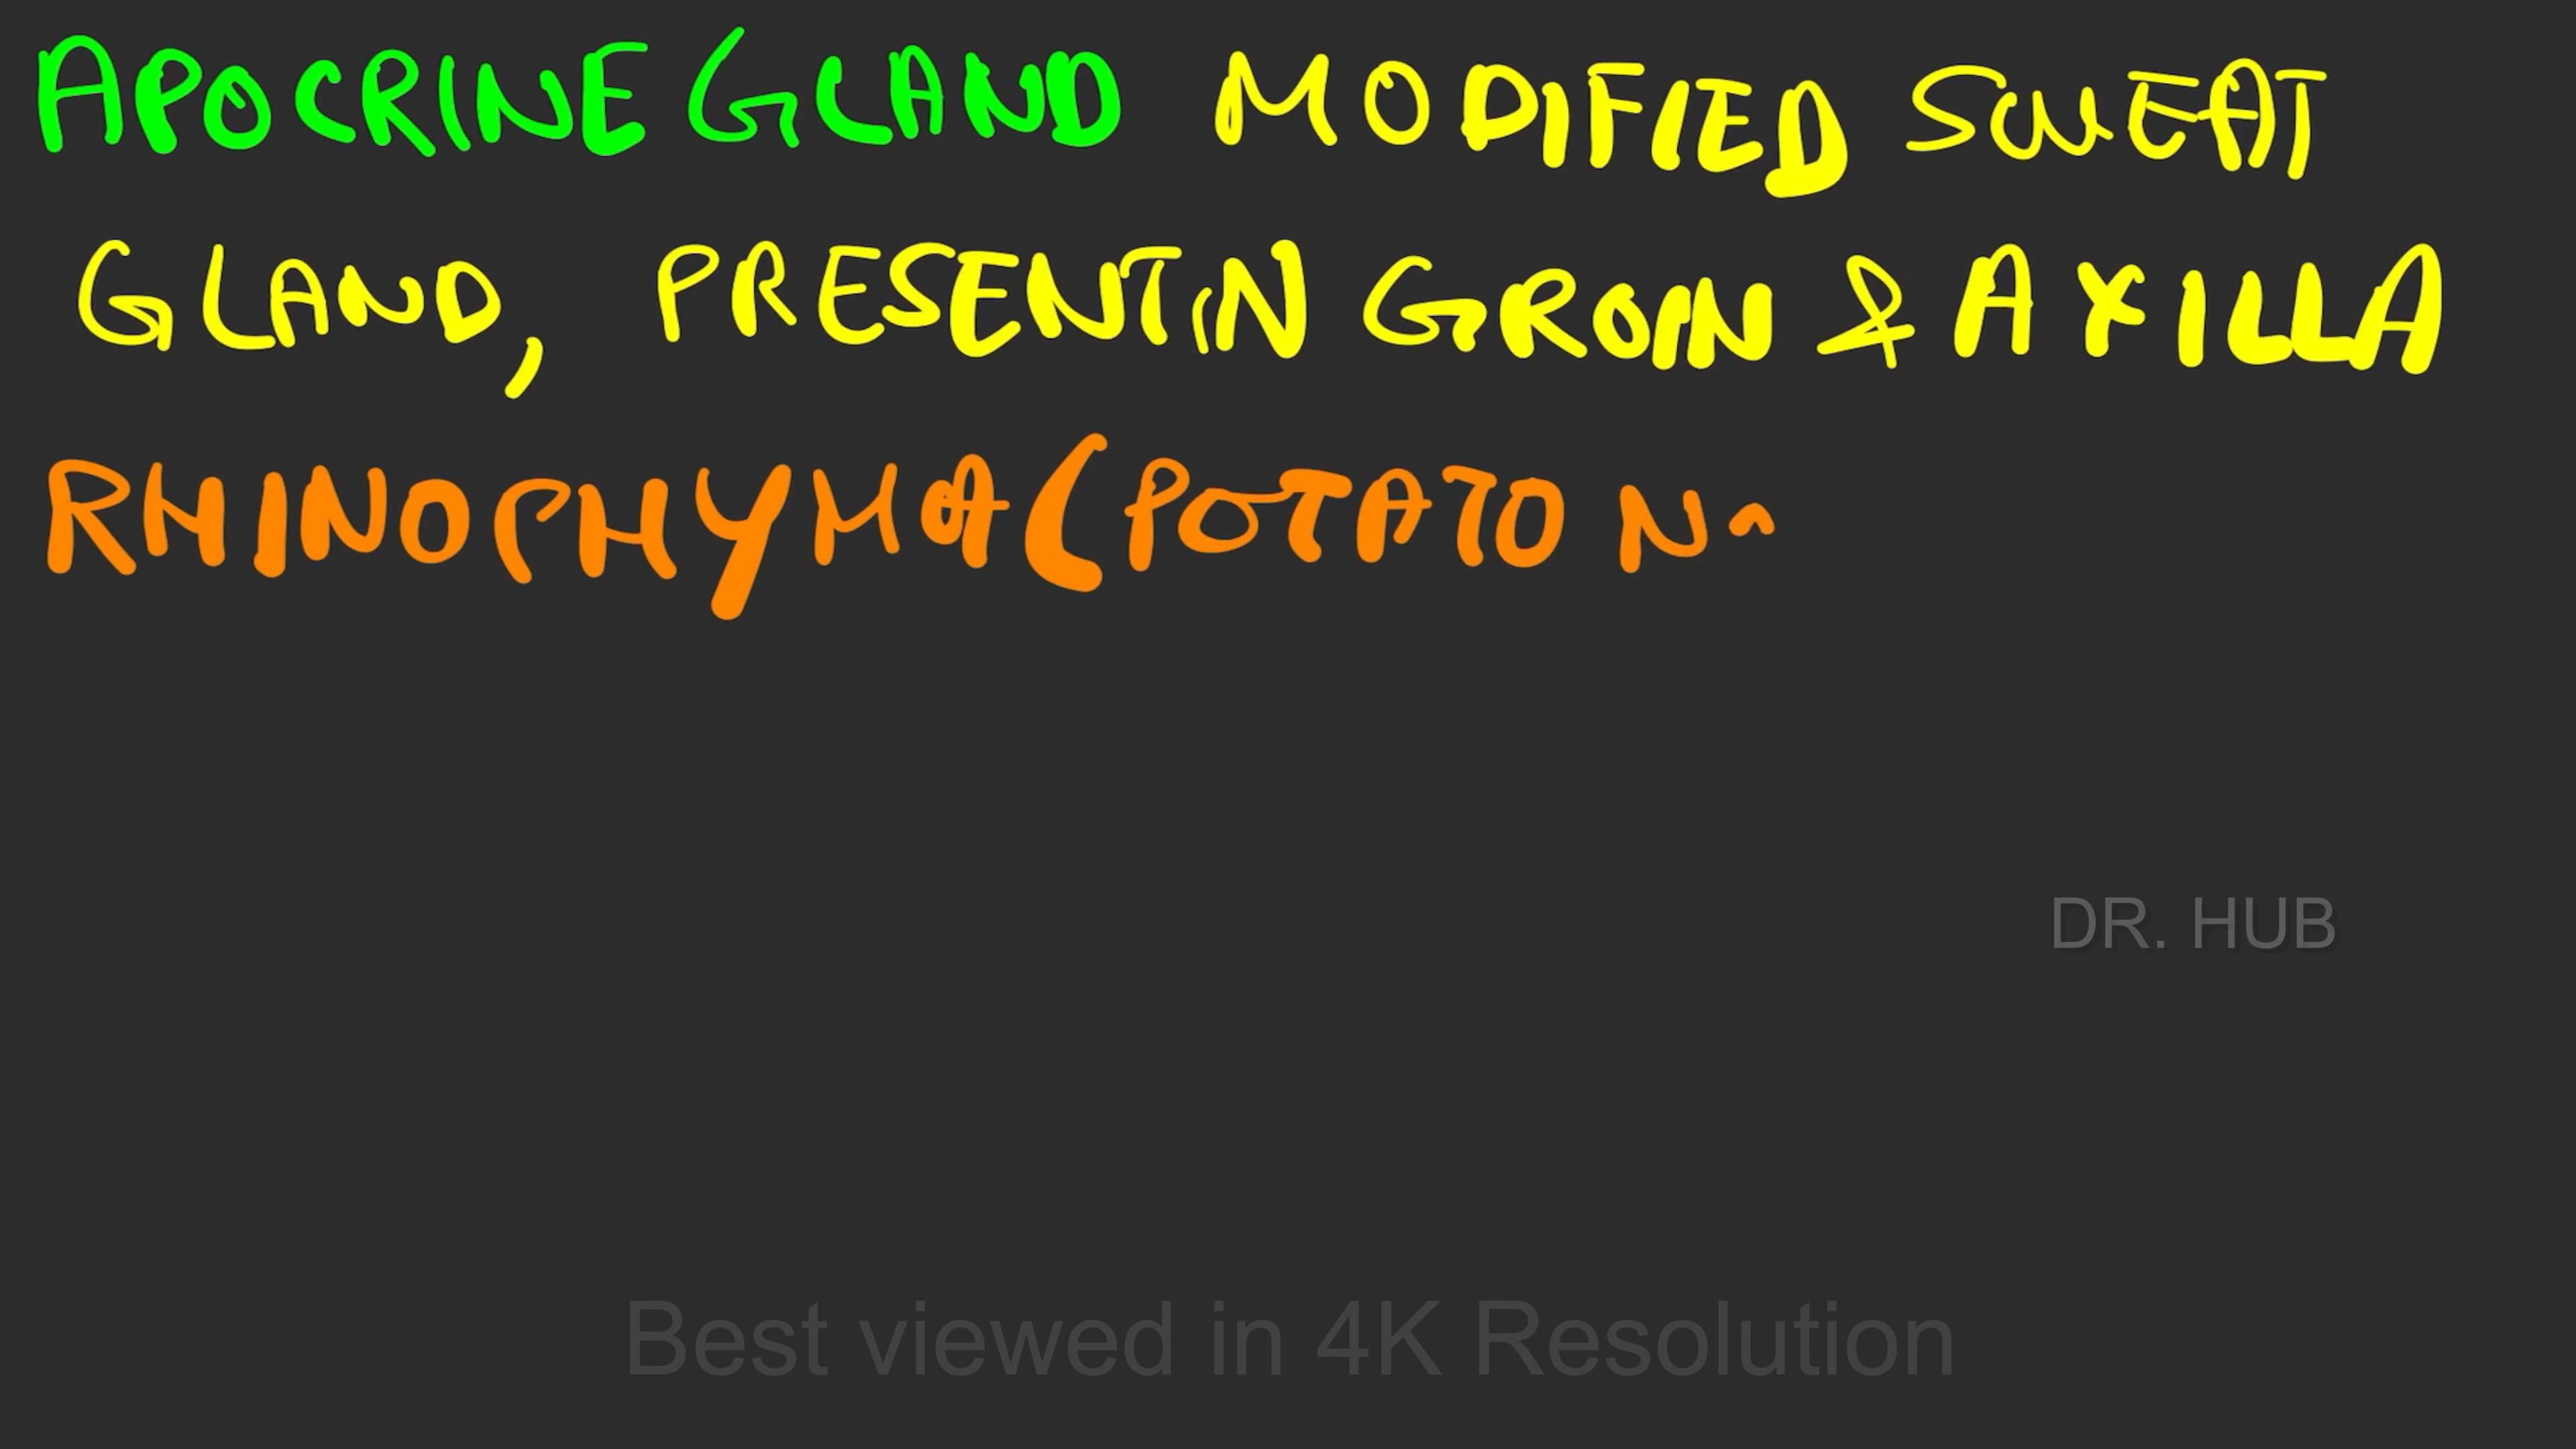 APOCRINE GLAND MODIFIED SWEAT
GLAND, PRESENT IN GROIN & AXILLA
RHINOPHYMA (POTATO N
DR. HUB
Best viewed in 4K Resolution